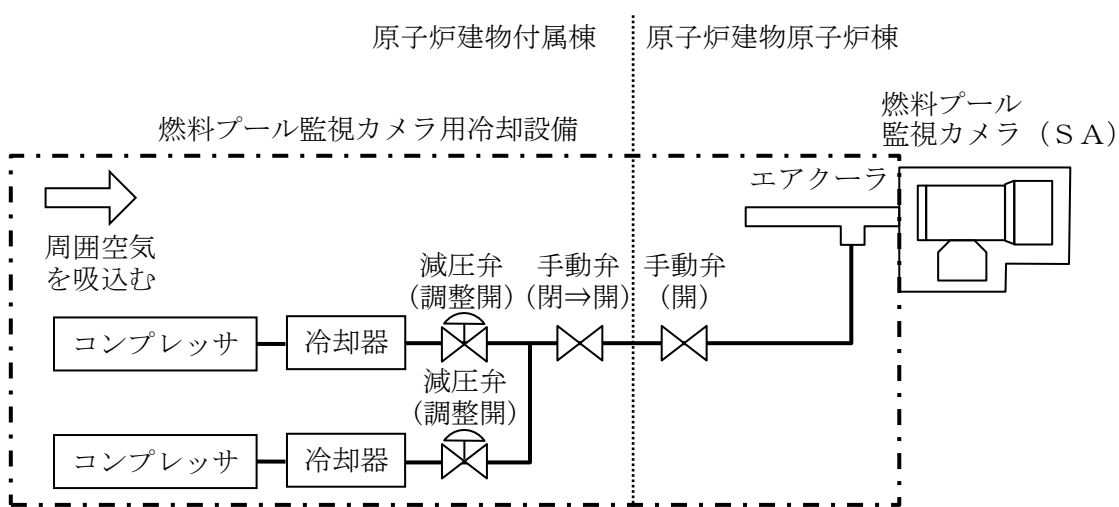 原子炉建物付属棟
原子炉建物原子炉棟
燃料プール監視カメラ用冷却設備
燃料プール
監視カメラ（ＳＡ）
エアクーラ
周囲空気
を吸込む
減圧弁
（調整開）
手動弁
（閉⇒開）
手動弁
（開）
コンプレッサ
冷却器
減圧弁
（調整開）
コンプレッサ
冷却器